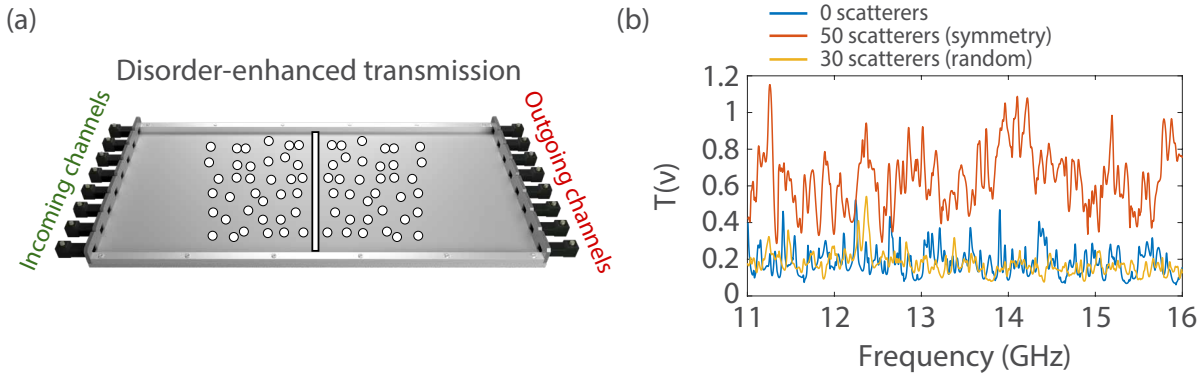 (a)
Disorder-enhanced transmission
Incoming channels
Outgoing channels
(b)
0 scatterers
50 scatterers (symmetry)
30 scatterers (random)
T(ν)
1.2
1
0.8
0.6
0.4
0.2
0
11
12
13
14
15
16
Frequency (GHz)